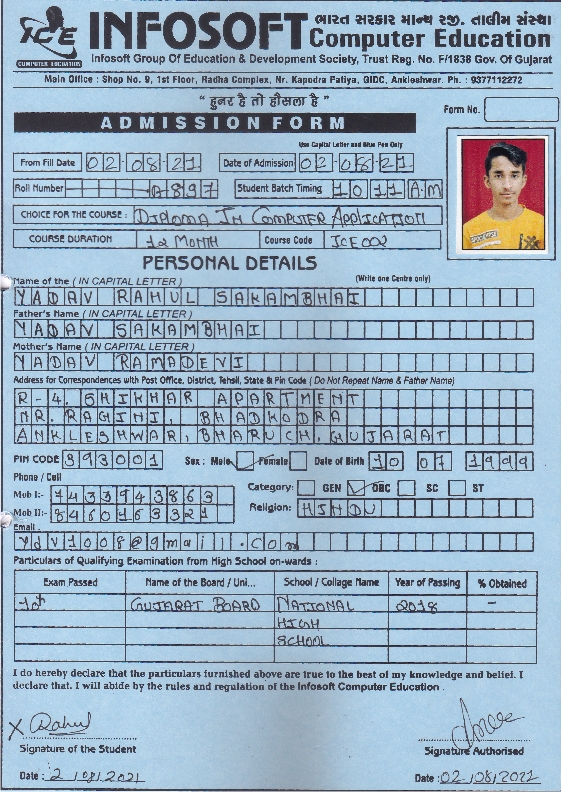 ICE
COMPUTER EDUCATION
INFOSOFT ભારત સરકાર માન્ય રજી. તાલીમ સંસ્થા
Computer Education
Infosoft Group Of Education & Development Society, Trust Reg. No. F/1838 Gov. Of Gujarat
Main Office : Shop No. 9, 1st Floor, Radha Complex, Nr. Kapodra Patiya, GIDC, Ankleshwar. Ph. : 9377112272
" हुनर है तो हौसला है "
Form No.
Use Capital Letter and Blue Pen Only
ADMISSION FORM
From Fill Date 02-08-21 Date of Admission 02-08-21
Roll Number A-897 Student Batch Timing 10 11 A.M
CHOICE FOR THE COURSE : DIPLOMA IN COMPUTER APPLICATION
COURSE DURATION 12 MONTH Course Code ICE002
PERSONAL DETAILS
Name of the ( IN CAPITAL LETTER ) (Write one Centre only)
YADAV RAHUL SAKAMBHAI
Father's Name ( IN CAPITAL LETTER )
YADAV SAKAMBHAI
Mother's Name ( IN CAPITAL LETTER )
YADAV RAMADEVI
Address for Correspondences with Post Office, District, Tehsil, State & Pin Code ( Do Not Repeat Name & Father Name)
R-4, SHIKHAR APARTMENT
NR. RAGINI, BHADKODRA
ANKLESHWAR, BHARUCH, GUJARAT
PIN CODE 393001 Sex : Male Female Date of Birth 10 07 1999
Phone / Cell
Category: GEN OBC SC ST
Mob I:- 7433943863
Religion: HINDU
Mob II:- 8460163321
Email .
Ydv1008@gmail.com
Particulars of Qualifying Examination from High School on-wards :
Exam Passed Name of the Board / Uni... School / Collage Name Year of Passing % Obtained
10th GUJARAT BOARD NATIONAL 2018 -
HIGH
SCHOOL
I do hereby declare that the particulars furnished above are true to the best of my knowledge and belief. I
declare that. I will abide by the rules and regulation of the Infosoft Computer Education .
X Rahul
Signature of the Student Signature Authorised
Date : 2 /08/2021 Date : 02-/08/2021